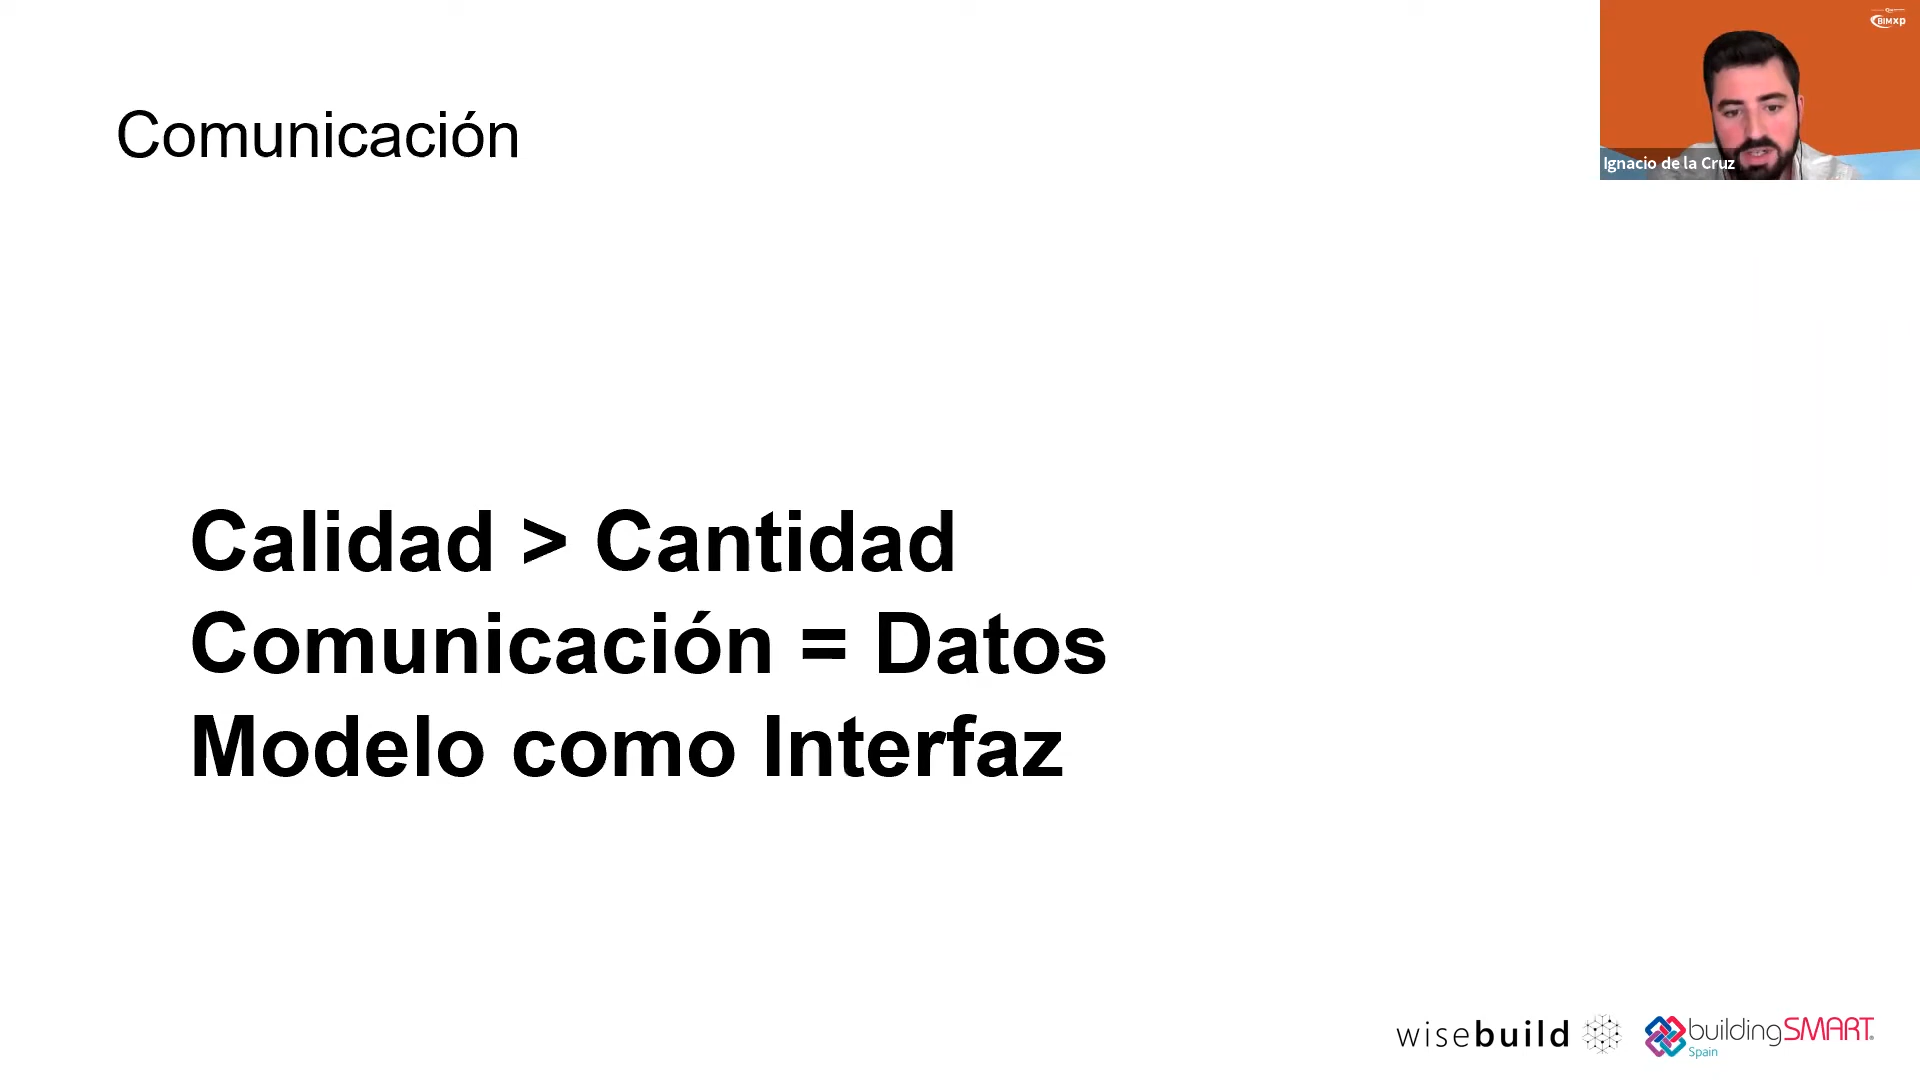 Comunicación
BIMxp
Ignacio de la Cruz
Calidad > Cantidad
Comunicación = Datos
Modelo como Interfaz
wisebuild
buildingSMART®
Spain